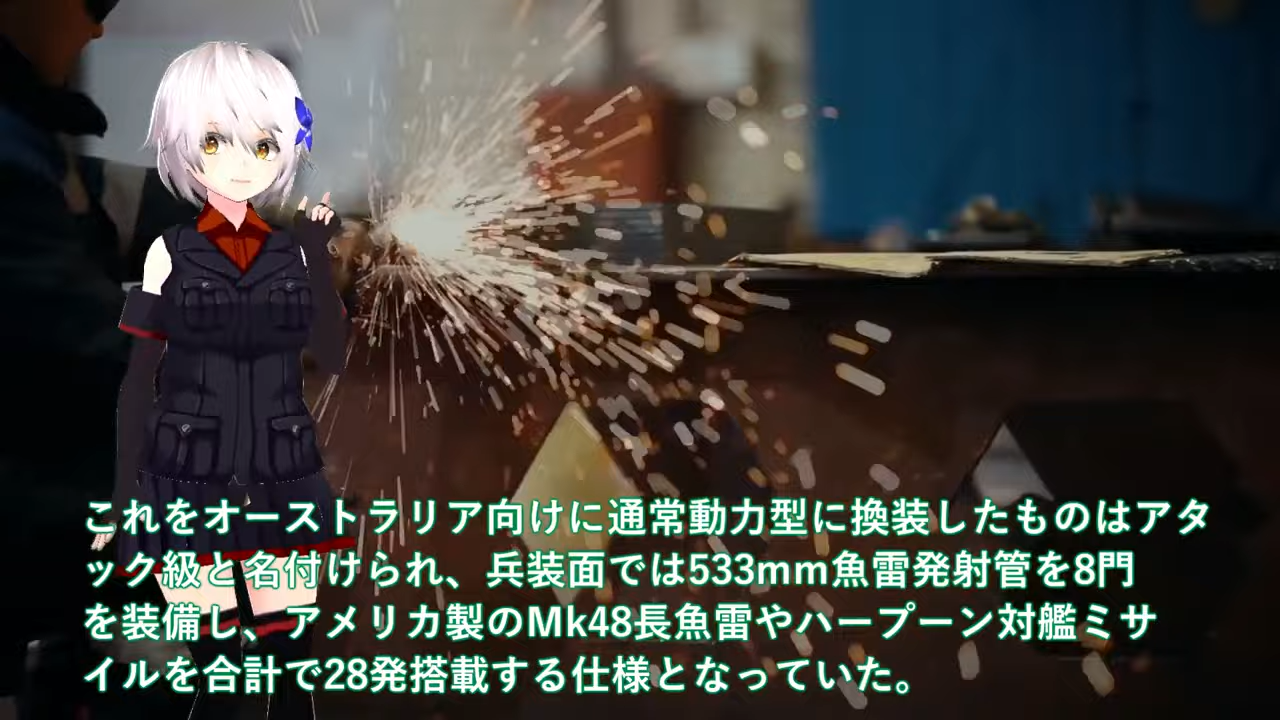 これをオーストラリア向けに通常動力型に換装したものはアタ
ック級と名付けられ、兵装面では533mm魚雷発射管を8門
を装備し、アメリカ製のMk48長魚雷やハープーン対艦ミサ
イルを合計で28発搭載する仕様となっていた。